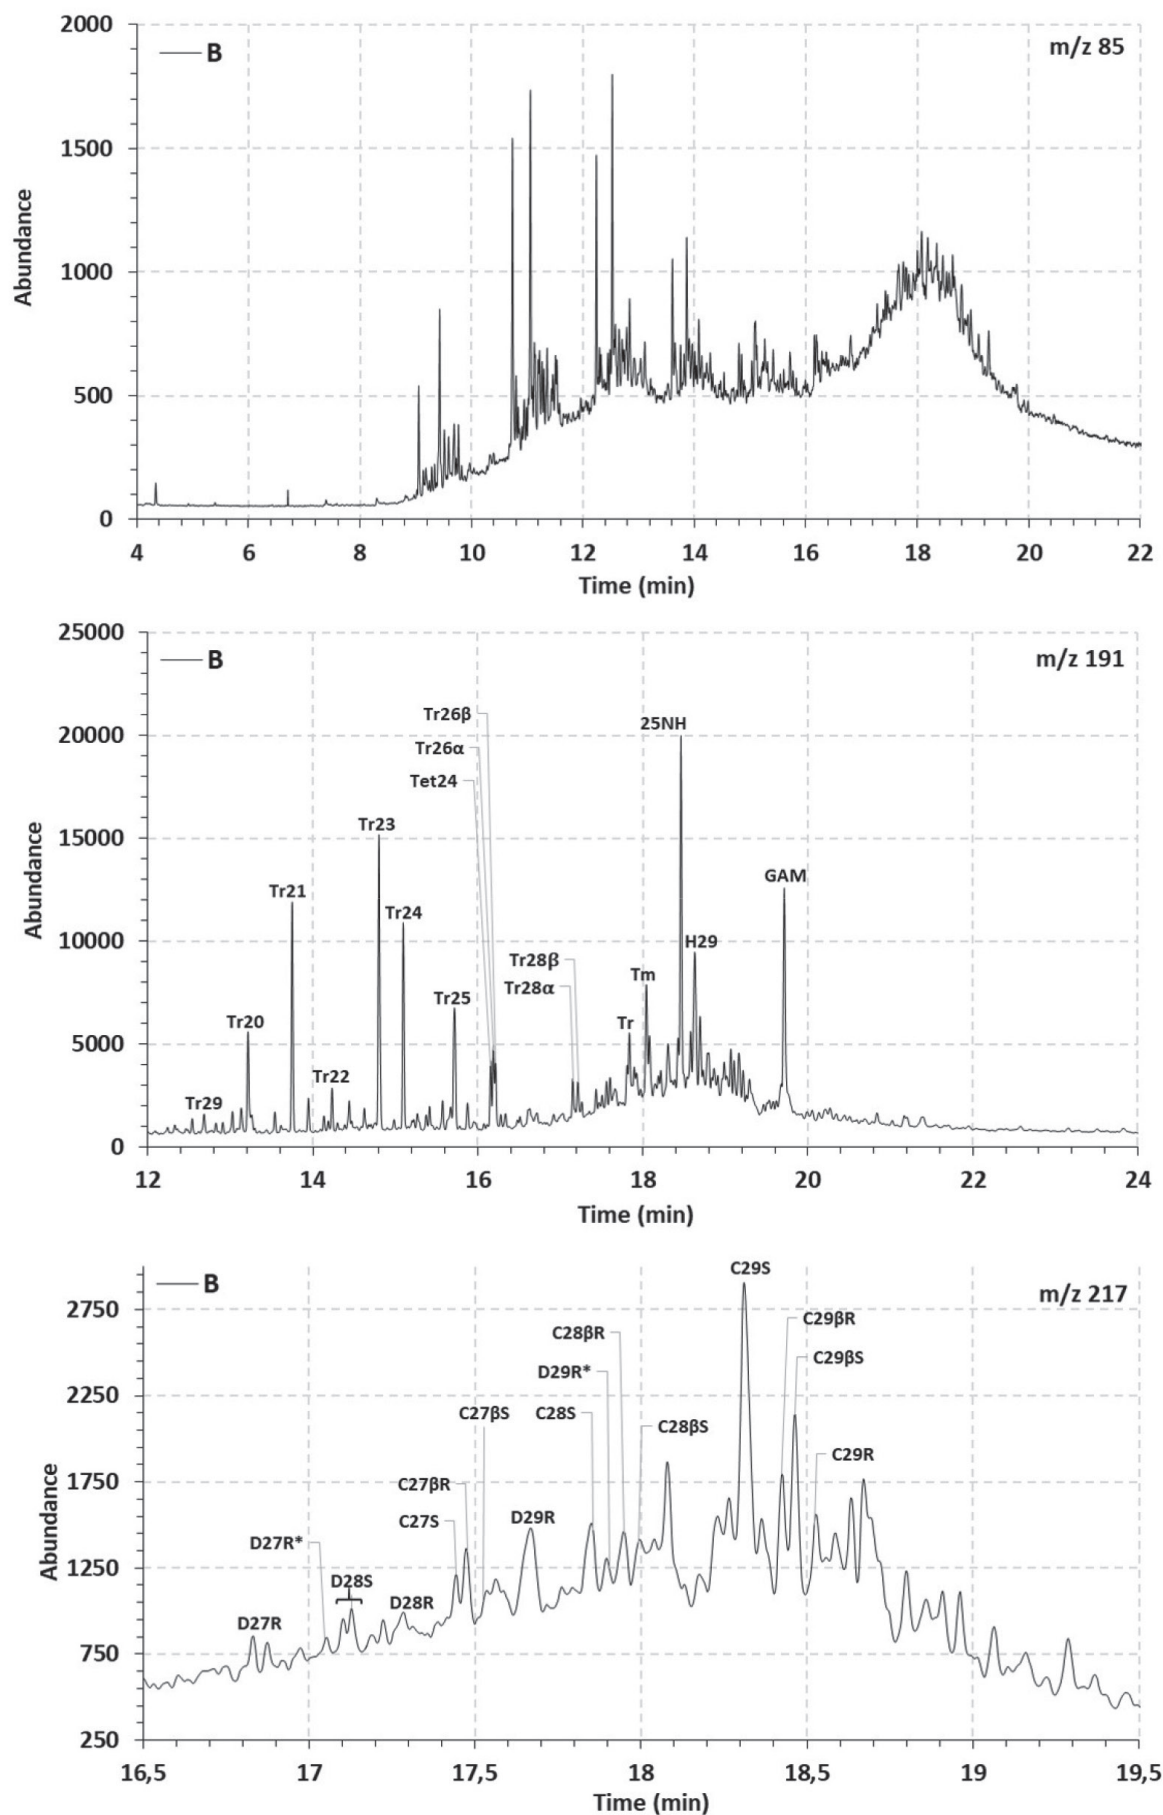 2000
B
m/z 85
1500
1000
500
0
Abundance
4 6 8 10 12 14 16 18 20 22
Time (min)
25000
B
m/z 191
20000
15000
10000
5000
0
Abundance
Tr26β
Tr26α
Tet24
25NH
Tr23
Tr21
Tr24
GAM
H29
Tr28β
Tr28α
Tm
Tr25
Tr20
Tr
Tr22
Tr29
12 14 16 18 20 22 24
Time (min)
B
C29S
m/z 217
2750
2250
1750
1250
750
250
Abundance
C29βR
C28βR
C29βS
D29R*
C27βS
C28S
C28βS
C29R
C27βR
C27S
D29R
D27R*
D28S
D27R
D28R
16,5 17 17,5 18 18,5 19 19,5
Time (min)